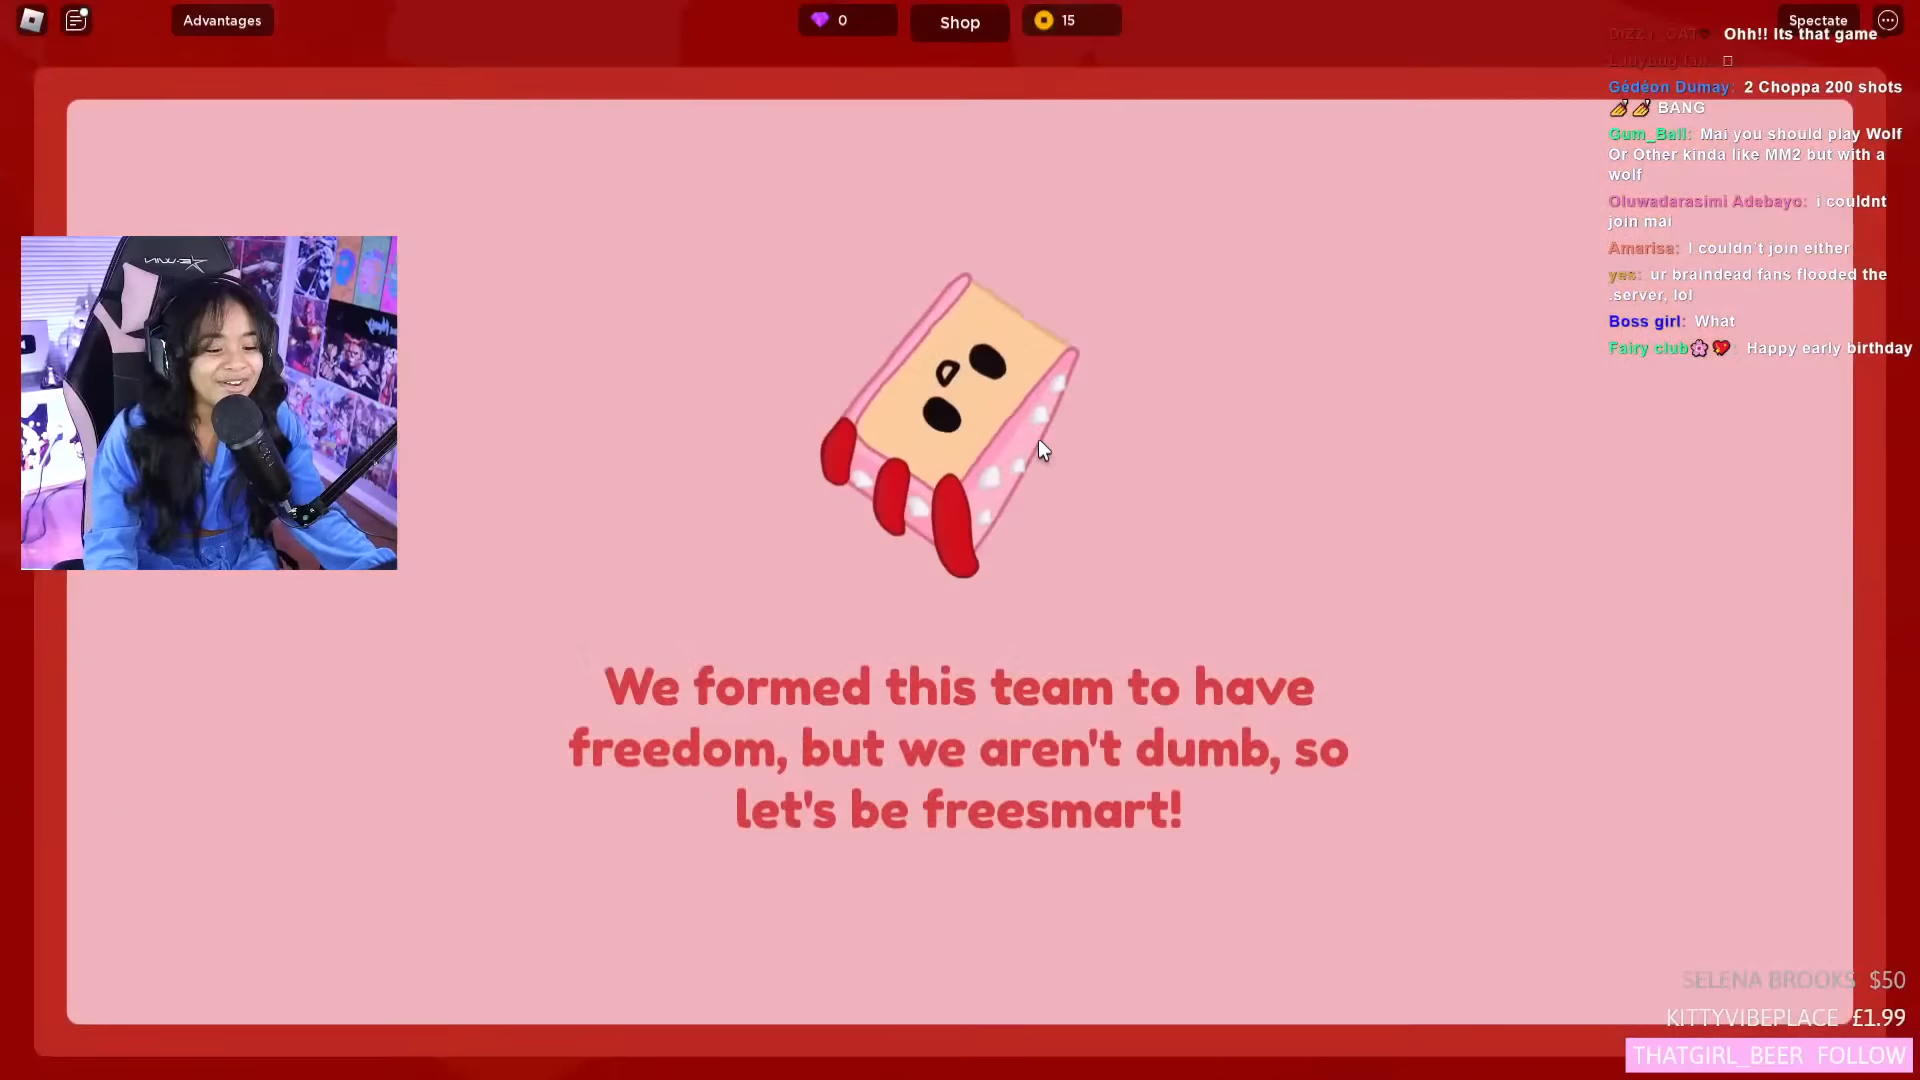 Advantages
0
Shop
15
Spectate
DIZZY_CAT Ohh!! Its that game
Gédéon Dumay: 2 Choppa 200 shots
BANG
Gum_Ball: Mai you should play Wolf
Or Other kinda like MM2 but with a
wolf
Oluwadarasimi Adebayo: i couldnt
join mai
Amarisa: I couldn't join either
yes: ur braindead fans flooded the
.server, lol
Boss girl: What
Fairy club🌸💖 Happy early birthday
We formed this team to have
freedom, but we aren't dumb, so
let's be freesmart!
SELENA BROOKS $50
KITTYVIBEPLACE £1.99
THATGIRL_BEER FOLLOW